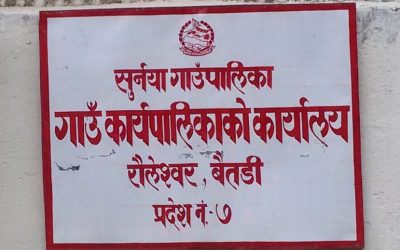 सुर्नया गाउँपालिका
गाउँ कार्यपालिकाको कार्यालय
रौलेश्वर, बैतडी
प्रदेश नं.-७